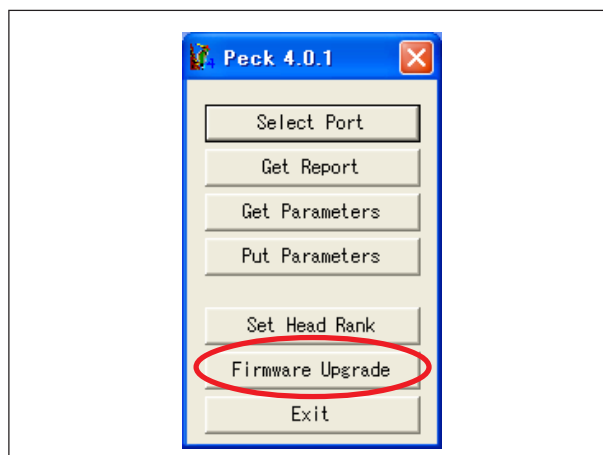 Peck 4.0.1
Select Port
Get Report
Get Parameters
Put Parameters
Set Head Rank
Firmware Upgrade
Exit